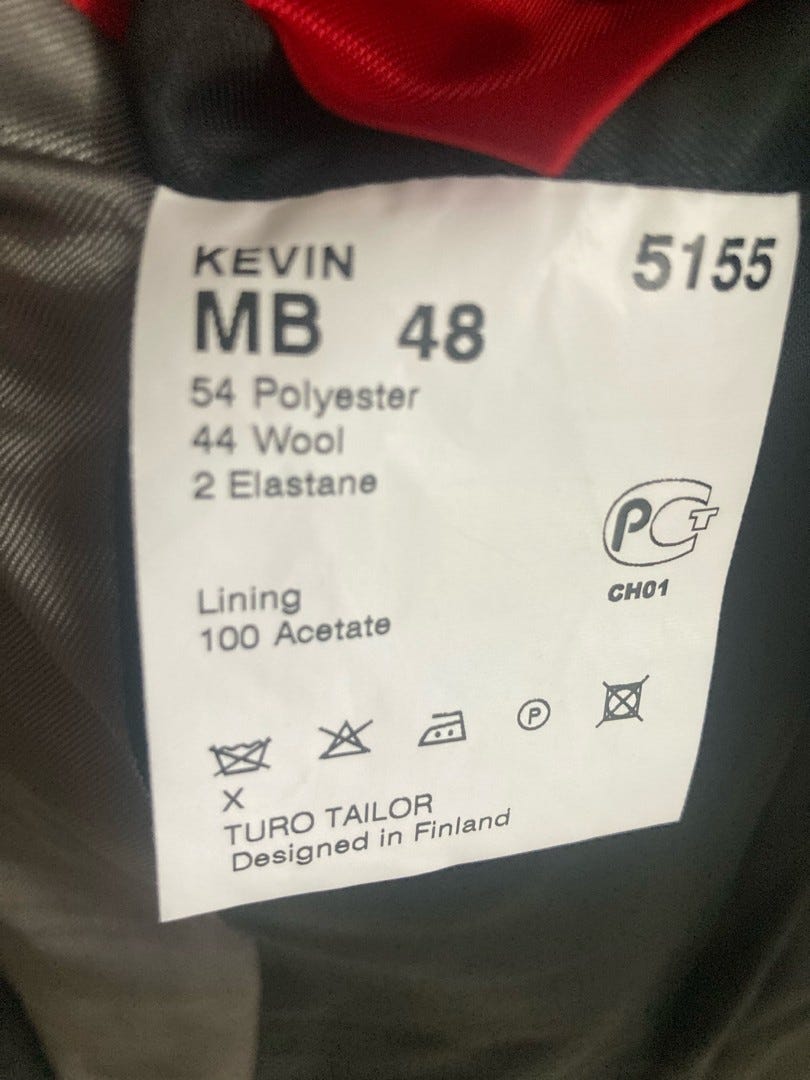 KEVIN 5155
MB 48
54 Polyester
44 Wool
2 Elastane
PCT
CH01
Lining
100 Acetate
P
X
TURO TAILOR
Designed in Finland